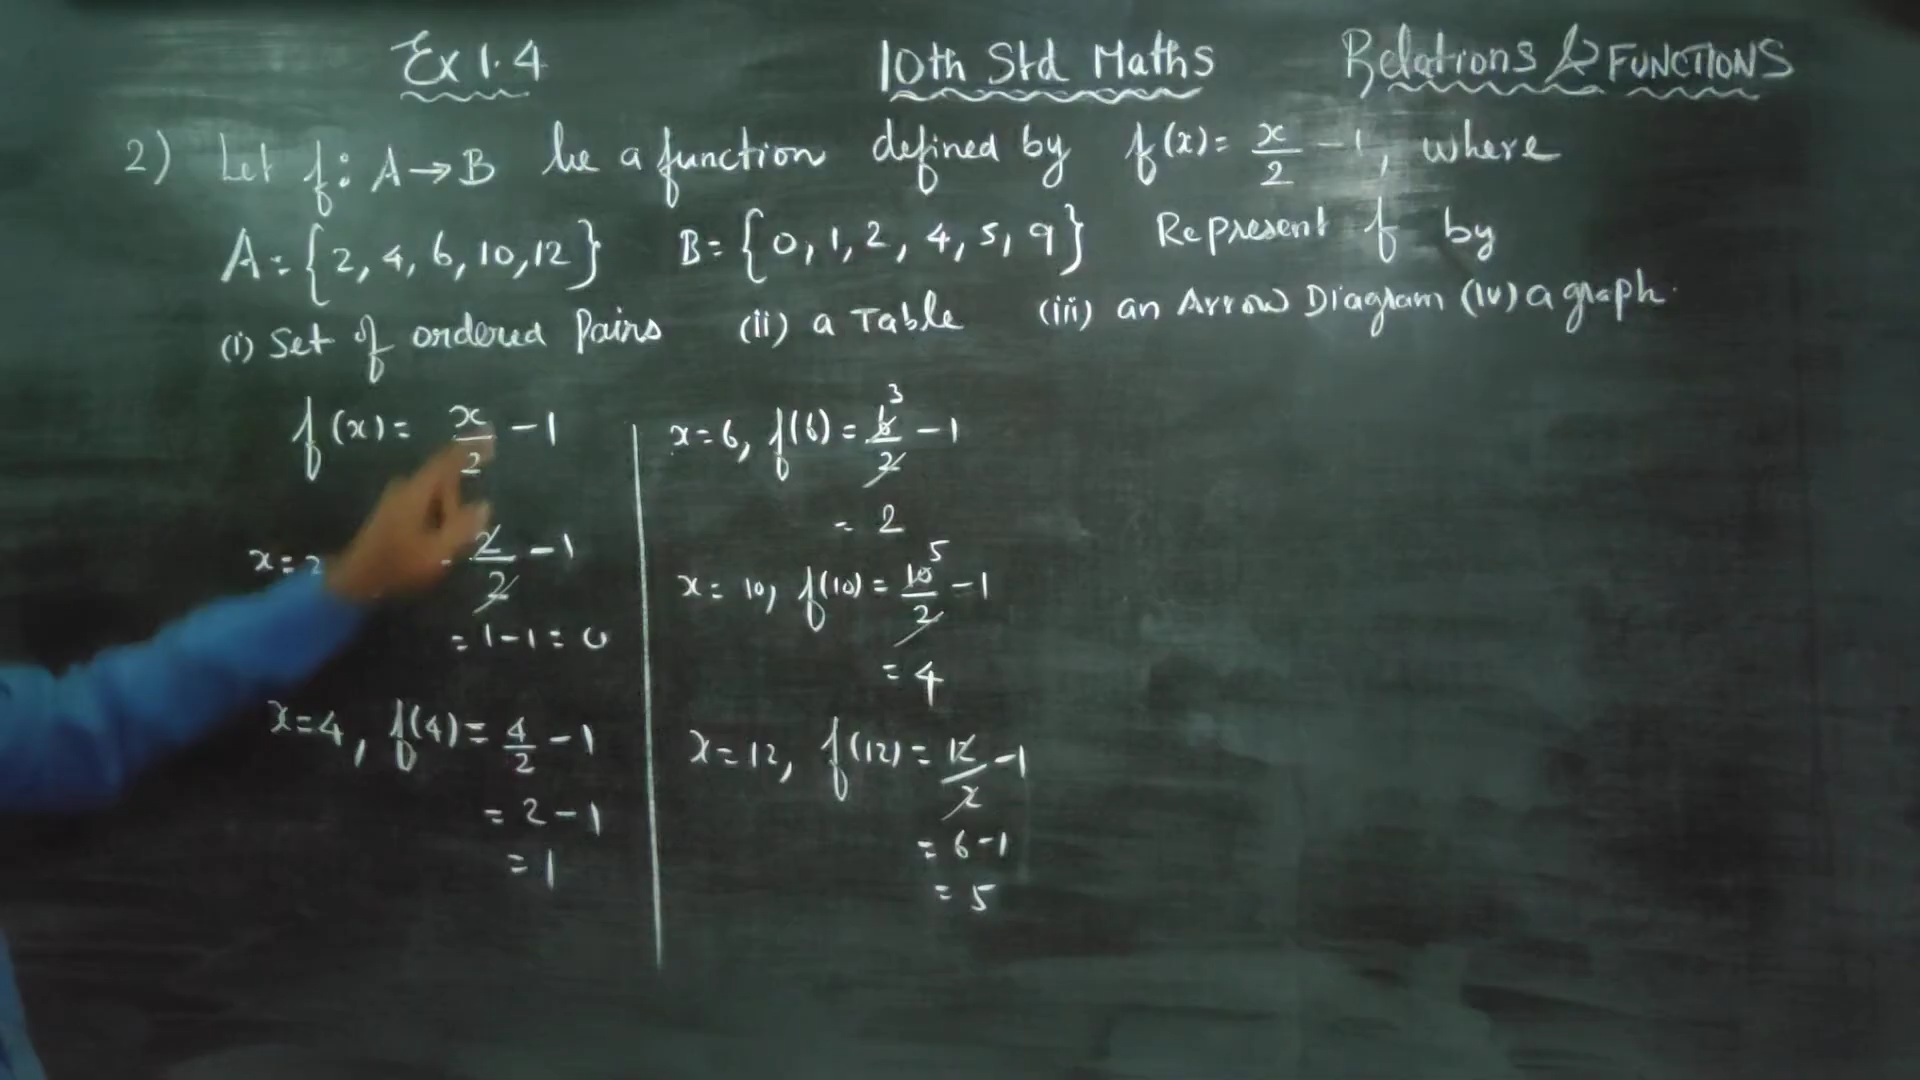 Ex 1.4 10th Std Maths Relations & FUNCTIONS
2) Let f: A→B be a function defined by f(x)= x/2 -1, where
A= {2, 4, 6, 10, 12} B= {0, 1, 2, 4, 5, 9} Represent f by
(i) Set of ordered Pairs (ii) a Table (iii) an Arrow Diagram (iv) a graph.
f(x)= x/2 -1
x=2
= 2/2 -1
= 1-1 = 0
x=4, f(4)= 4/2 -1
= 2-1
= 1
x=6, f(6)= 6/2 -1
3
= 2
x= 10, f(10)= 10/2 -1
5
= 4
x=12, f(12)= 12/2 -1
= 6-1
= 5